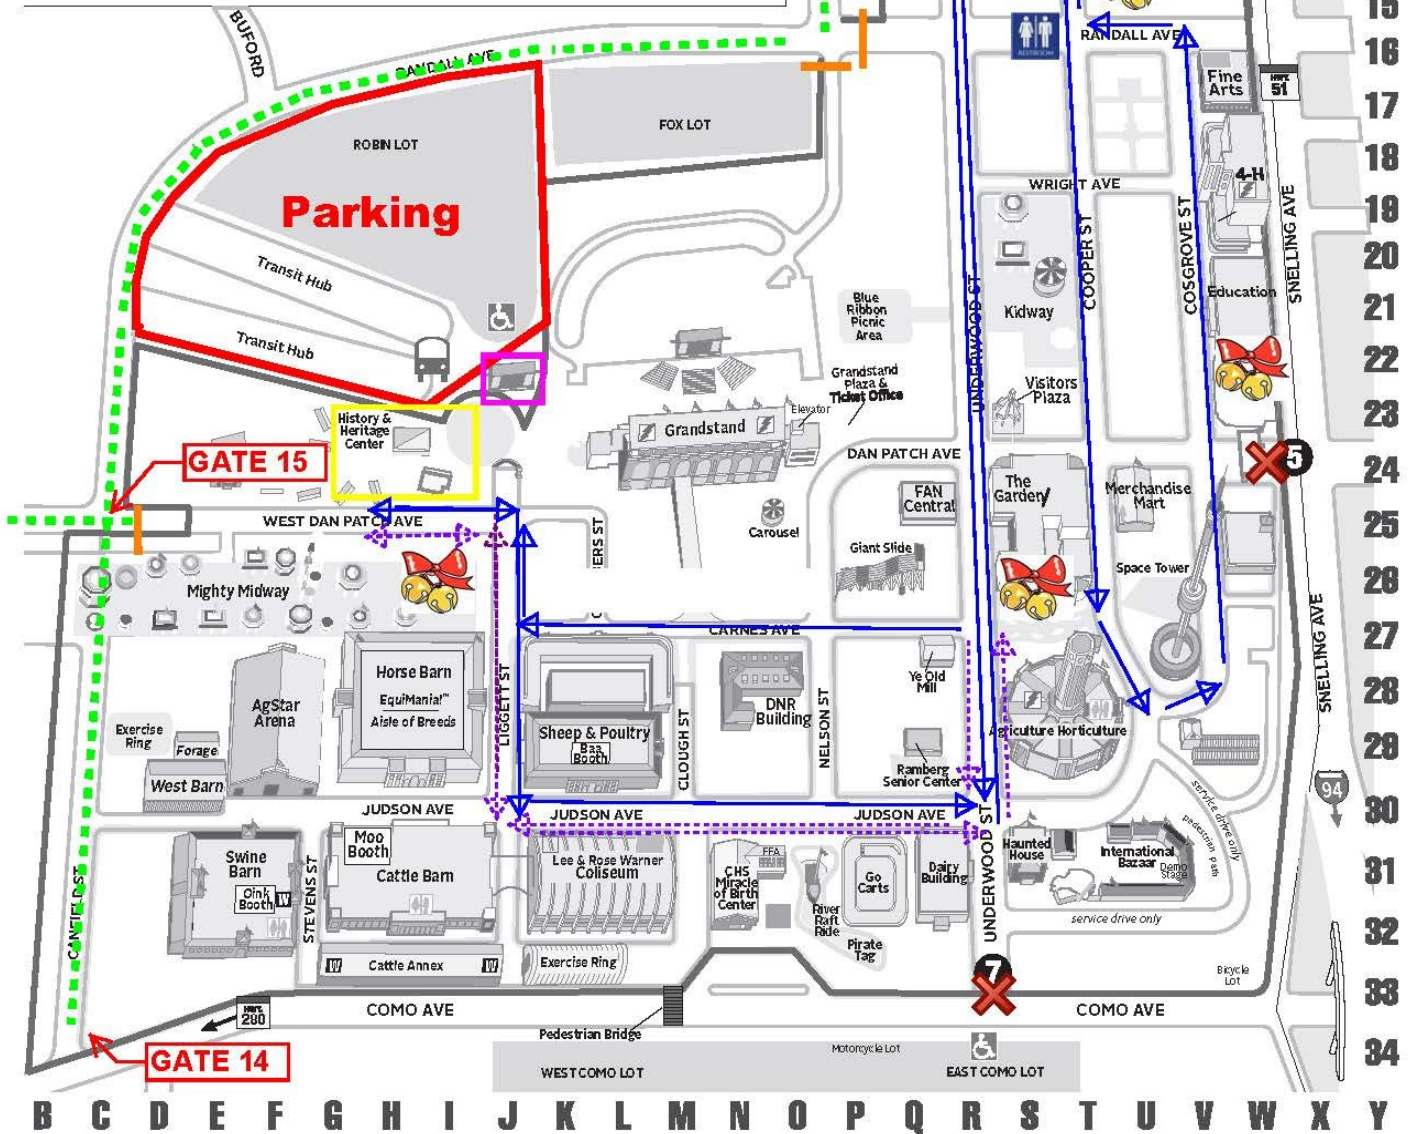 15
BUFORD
RESTROOM
RANDALL AVE
16
RANDALL AVE
Fine
Arts
HWY.
51
17
FOX LOT
ROBIN LOT
18
4-H
WRIGHT AVE
Parking
19
SNELLING AVE
COOPER ST
COSGROVE ST
20
Transit Hub
Education
21
Blue
Ribbon
Picnic
Area
UNDERWOOD ST
Kidway
Transit Hub
22
Grandstand
Plaza &
Ticket Office
Visitors
Plaza
23
Elevator
History &
Heritage
Center
Grandstand
GATE 15
DAN PATCH AVE
5
24
The
Garden
Merchandise
Mart
FAN
Central
WEST DAN PATCH AVE
25
Carousel
ERS ST
Giant Slide
Space Tower
26
Mighty Midway
CARNES AVE
27
SNELLING AVE
Horse Barn
EquiMania!™
Aisle of Breeds
Ye Old
Mill
28
AgStar
Arena
LIGGETT ST
DNR
Building
NELSON ST
Exercise
Ring
Forage
Sheep & Poultry
Baa
Booth
CLOUGH ST
Agriculture Horticulture
29
West Barn
Ramberg
Senior Center
94
JUDSON AVE
JUDSON AVE
JUDSON AVE
30
service drive only
pedestrian path
UNDERWOOD ST
Moo
Booth
Haunted
House
International
Bazaar
Demo
Stage
Swine
Barn
Oink
Booth
W
STEVENS ST
Cattle Barn
Lee & Rose Warner
Coliseum
FFA
CHS
Miracle
of Birth
Center
Go
Carts
Dairy
Building
31
River
Raft
Ride
service drive only
32
CANFIELD ST
Pirate
Tag
W
Cattle Annex
W
Exercise Ring
7
Bicycle
Lot
33
HWY.
280
COMO AVE
COMO AVE
Pedestrian Bridge
GATE 14
Motorcycle Lot
34
WEST COMO LOT
EAST COMO LOT
B C D E F G H I J K L M N O P Q R S T U V W X Y